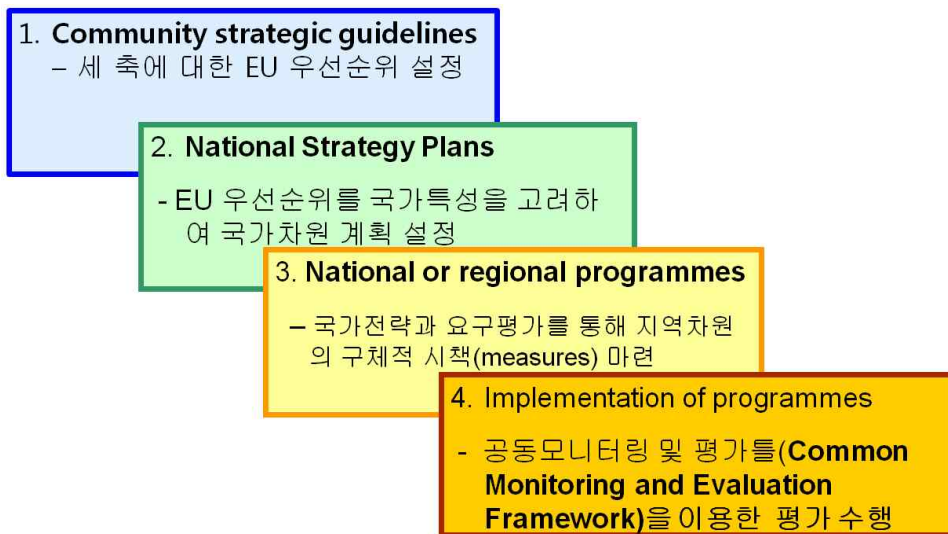 1. Community strategic guidelines
– 세 축에 대한 EU 우선순위 설정
2. National Strategy Plans
- EU 우선순위를 국가특성을 고려하
여 국가차원 계획 설정
3. National or regional programmes
– 국가전략과 요구평가를 통해 지역차원
의 구체적 시책(measures) 마련
4. Implementation of programmes
- 공동모니터링 및 평가틀(Common
Monitoring and Evaluation
Framework)을 이용한 평가 수행